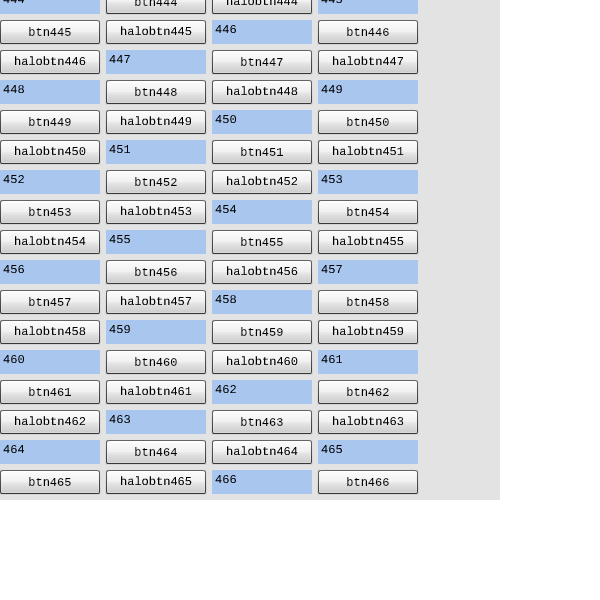 444 btn444 halobtn444 445
btn445 halobtn445 446 btn446
halobtn446 447 btn447 halobtn447
448 btn448 halobtn448 449
btn449 halobtn449 450 btn450
halobtn450 451 btn451 halobtn451
452 btn452 halobtn452 453
btn453 halobtn453 454 btn454
halobtn454 455 btn455 halobtn455
456 btn456 halobtn456 457
btn457 halobtn457 458 btn458
halobtn458 459 btn459 halobtn459
460 btn460 halobtn460 461
btn461 halobtn461 462 btn462
halobtn462 463 btn463 halobtn463
464 btn464 halobtn464 465
btn465 halobtn465 466 btn466